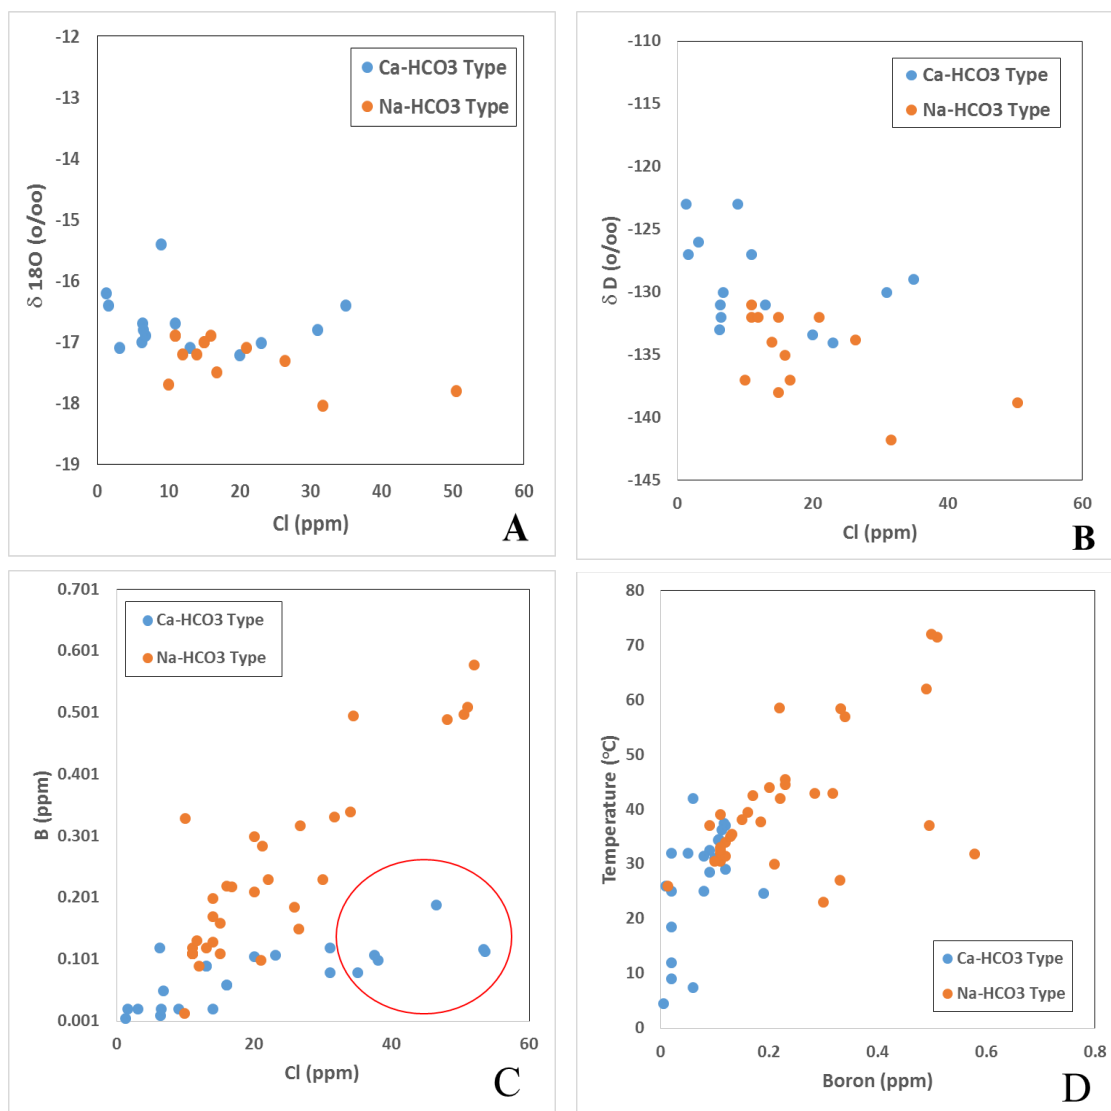 -12
-13
-14
-15
-16
-17
-18
-19
δ 18O (o/oo)
Ca-HCO3 Type
Na-HCO3 Type
0 10 20 30 40 50 60
Cl (ppm)
A
-110
-115
-120
-125
-130
-135
-140
-145
δ D (o/oo)
Ca-HCO3 Type
Na-HCO3 Type
0 20 40 60
Cl (ppm)
B
0.701
0.601
0.501
0.401
0.301
0.201
0.101
0.001
B (ppm)
Ca-HCO3 Type
Na-HCO3 Type
0 20 40 60
Cl (ppm)
C
80
70
60
50
40
30
20
10
0
Temperature (°C)
Ca-HCO3 Type
Na-HCO3 Type
0 0.2 0.4 0.6 0.8
Boron (ppm)
D